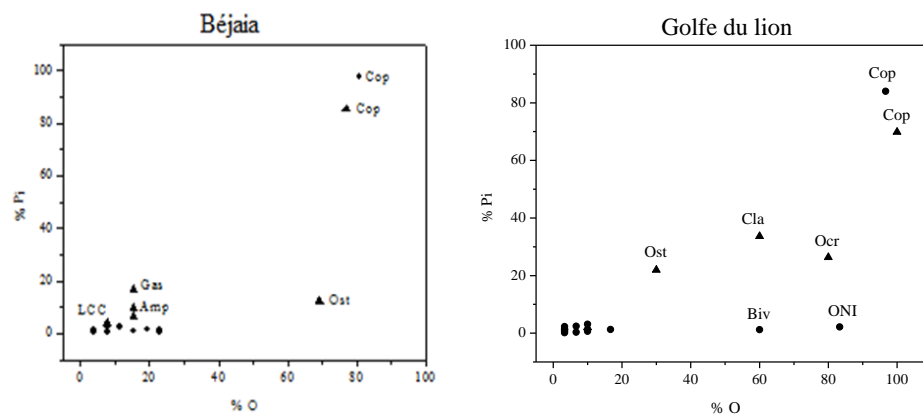 Béjaia
100
80
60
40
20
0
% Pi
Cop
Cop
Gas
Amp
LCC
Ost
0 20 40 60 80 100
% O
Golfe du lion
100
80
60
40
20
0
% Pi
Cop
Cop
Cla
Ocr
Ost
Biv
ONI
0 20 40 60 80 100
% O